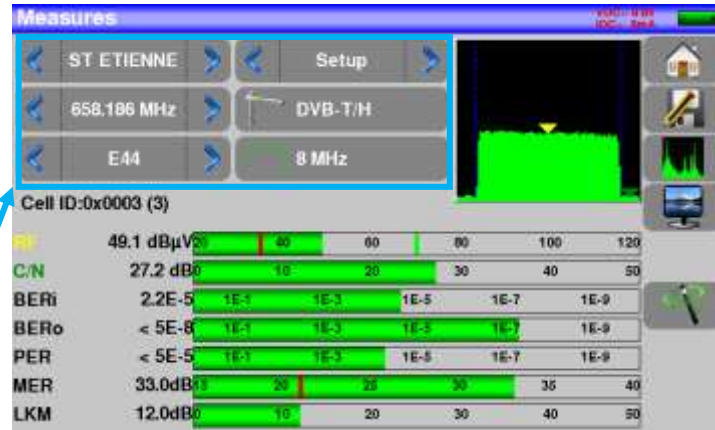 Measures
ST ETIENNE Setup
658.186 MHz DVB-T/H
E44 8 MHz
Cell ID:0x0003 (3)
RF 49.1 dBµV 20 40 60 80 100 120
C/N 27.2 dB 0 10 20 30 40 50
BERi 2.2E-5 1E-1 1E-3 1E-5 1E-7 1E-9
BERo < 5E-8 1E-1 1E-3 1E-5 1E-7 1E-9
PER < 5E-5 1E-1 1E-3 1E-5 1E-7 1E-9
MER 33.0dB 20 25 30 35 40
LKM 12.0dB 0 10 20 30 40 50